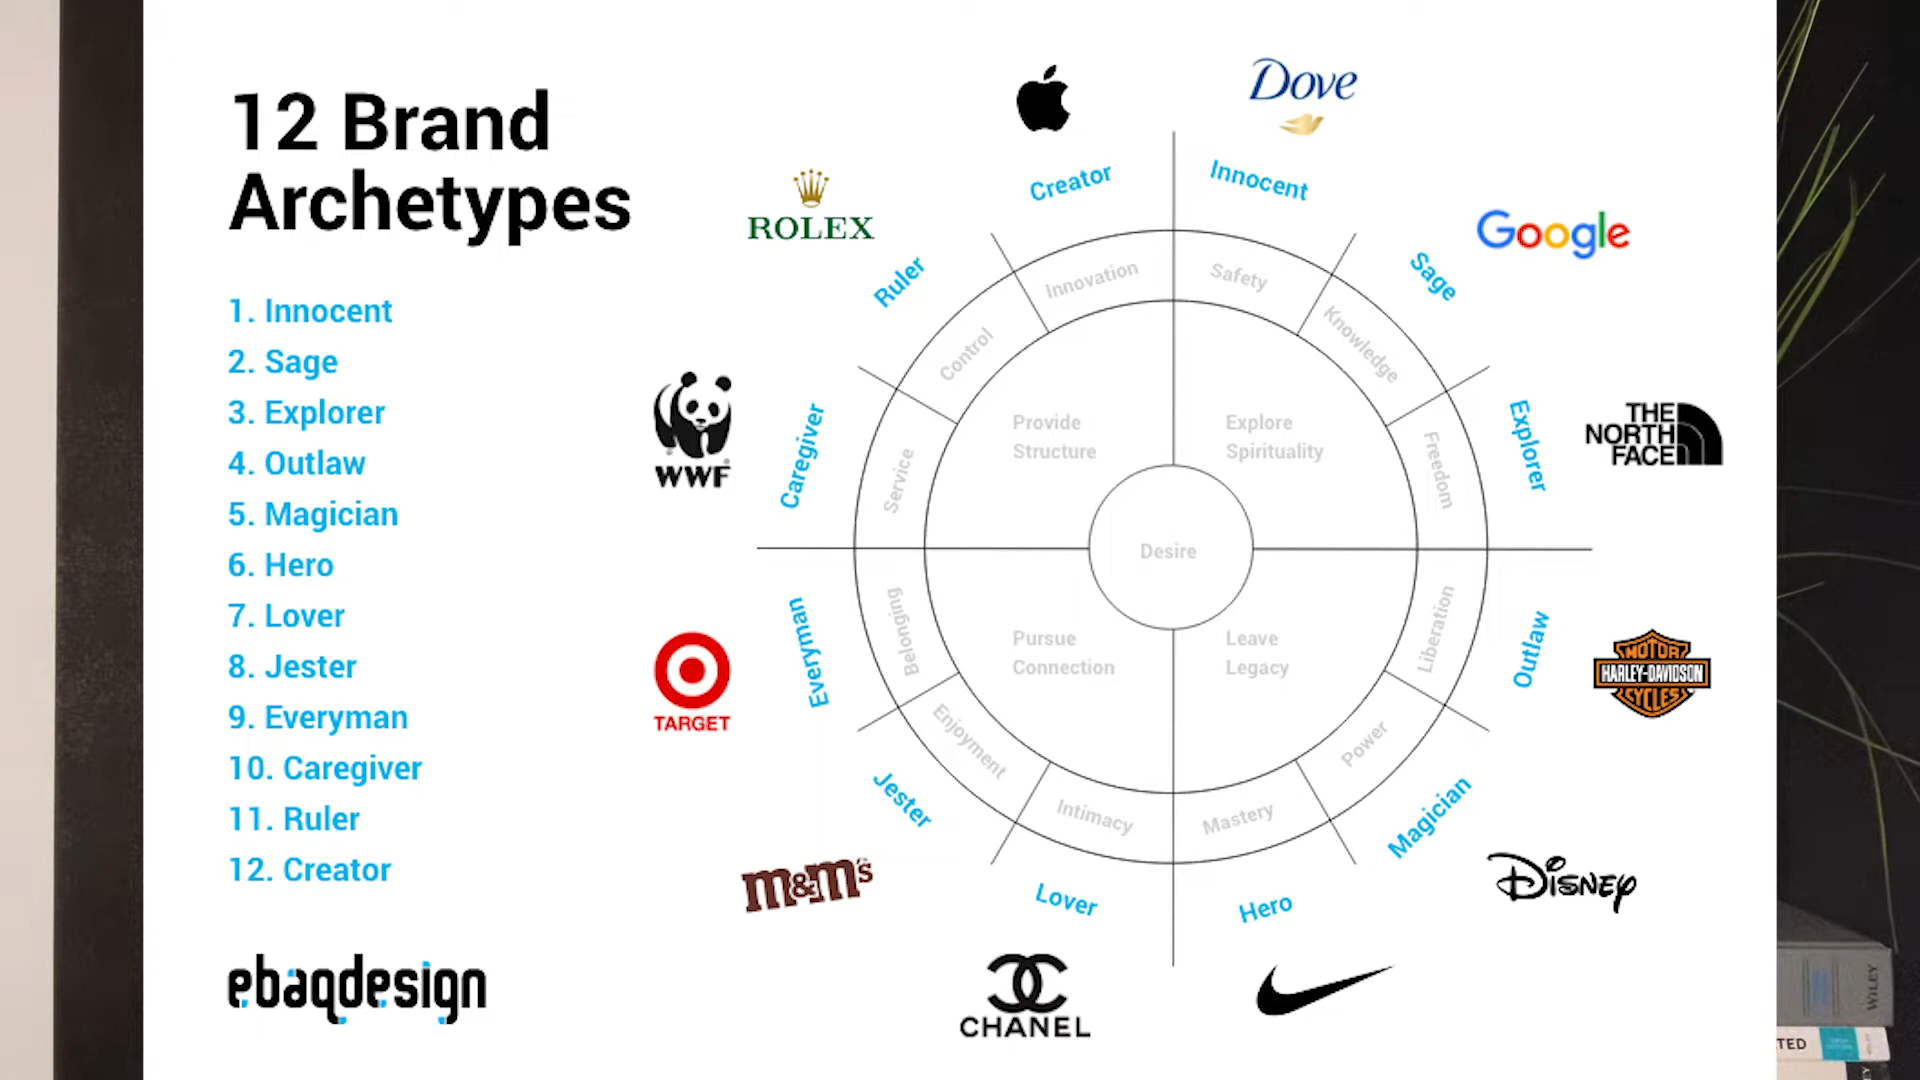 12 Brand
Archetypes
1. Innocent
2. Sage
3. Explorer
4. Outlaw
5. Magician
6. Hero
7. Lover
8. Jester
9. Everyman
10. Caregiver
11. Ruler
12. Creator
ebaqdesign
Dove
ROLEX
Creator
Innocent
Google
Ruler
Sage
Innovation
Safety
Control
Knowledge
WWF
Caregiver
Service
Provide
Structure
Explore
Spirituality
Freedom
Explorer
THE
NORTH
FACE
Desire
TARGET
Everyman
Belonging
Pursue
Connection
Leave
Legacy
Liberation
Outlaw
MOTOR
HARLEY-DAVIDSON
CYCLES
Enjoyment
Power
Jester
Intimacy
Mastery
Magician
m&m's
Lover
Hero
Disney
CHANEL
WILEY
TED